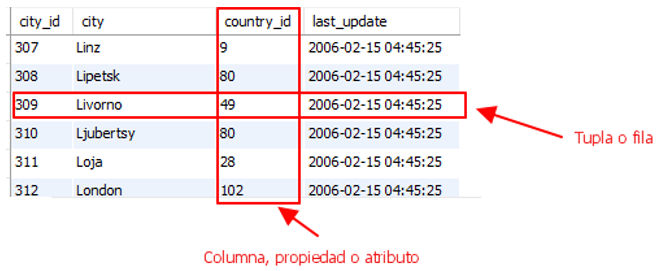 city_id city country_id last_update
307 Linz 9 2006-02-15 04:45:25
308 Lipetsk 80 2006-02-15 04:45:25
309 Livorno 49 2006-02-15 04:45:25
310 Ljubertsy 80 2006-02-15 04:45:25
311 Loja 28 2006-02-15 04:45:25
312 London 102 2006-02-15 04:45:25
Tupla o fila
Columna, propiedad o atributo